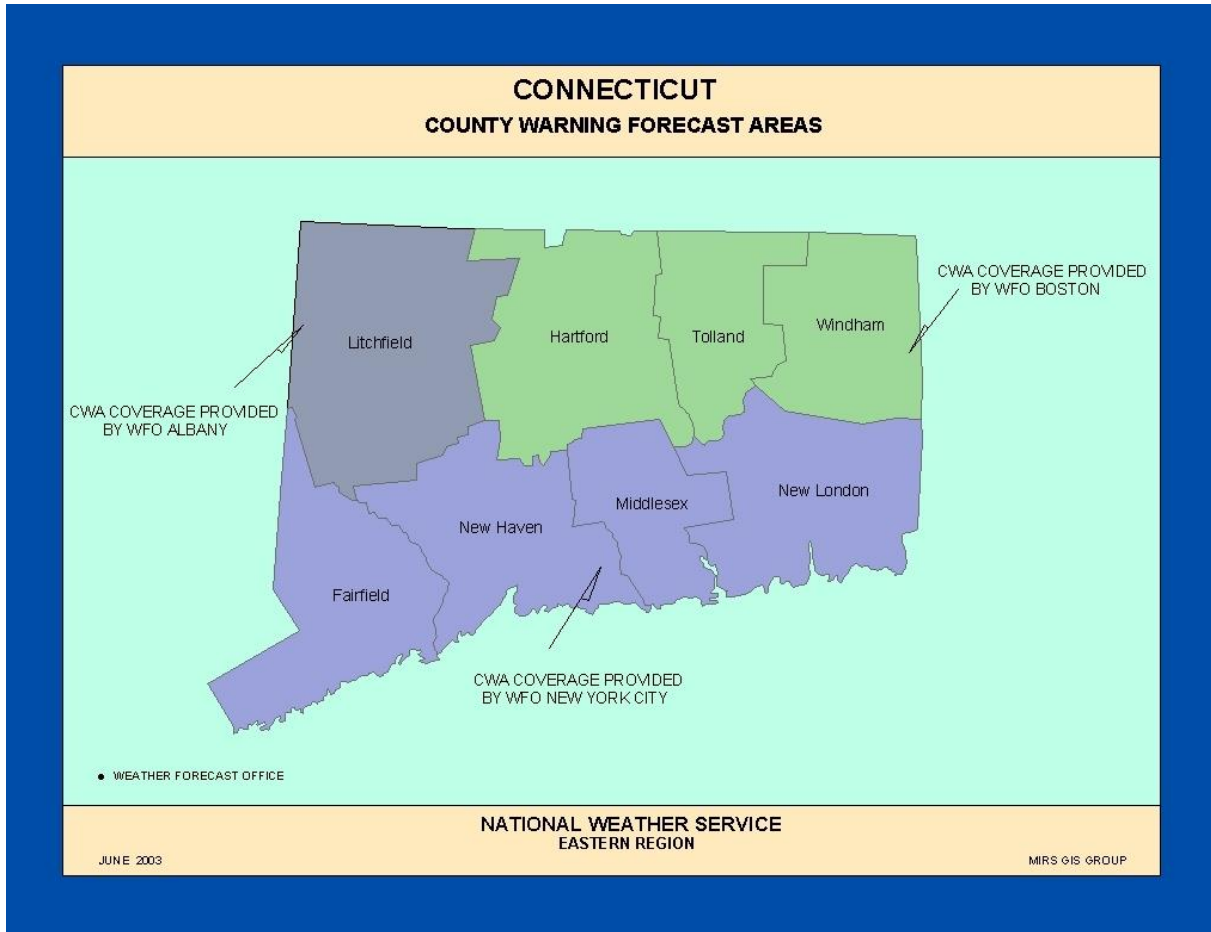 CONNECTICUT
COUNTY WARNING FORECAST AREAS
CWA COVERAGE PROVIDED
BY WFO BOSTON
Litchfield
Hartford
Tolland
Windham
CWA COVERAGE PROVIDED
BY WFO ALBANY
New Haven
Middlesex
New London
Fairfield
CWA COVERAGE PROVIDED
BY WFO NEW YORK CITY
WEATHER FORECAST OFFICE
NATIONAL WEATHER SERVICE
EASTERN REGION
JUNE 2003
MIRS GIS GROUP